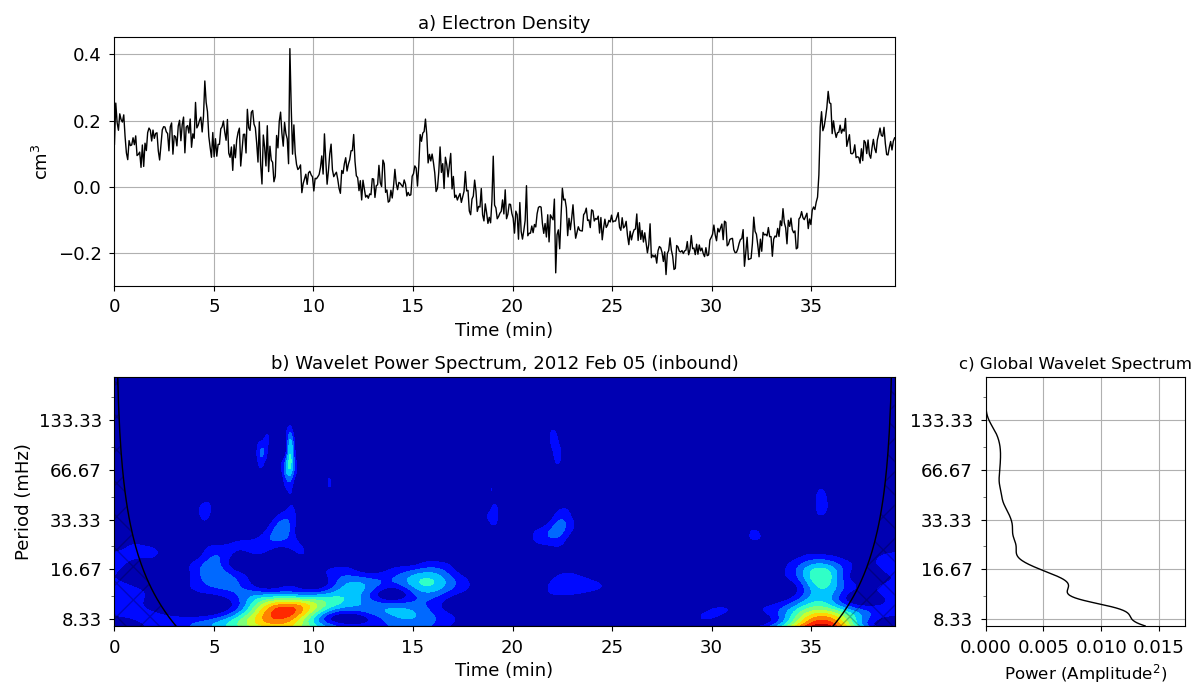 a) Electron Density
0.4
0.2
0.0
−0.2
cm³
0 5 10 15 20 25 30 35
Time (min)
b) Wavelet Power Spectrum, 2012 Feb 05 (inbound)
133.33
66.67
33.33
16.67
8.33
Period (mHz)
0 5 10 15 20 25 30 35
Time (min)
c) Global Wavelet Spectrum
133.33
66.67
33.33
16.67
8.33
0.000 0.005 0.010 0.015
Power (Amplitude²)